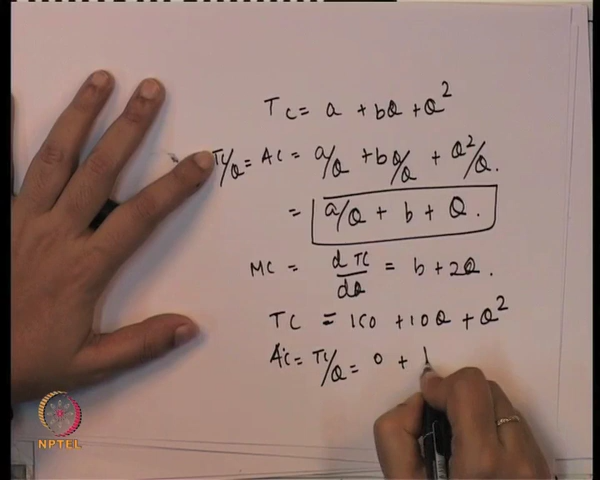 TC = a + bQ + Q²
TC/Q = AC = a/Q + bQ/Q + Q²/Q.
= a/Q + b + Q.
MC = dTC/dQ = b + 2Q.
TC = 150 + 10Q + Q²
AC = TC/Q = 0 + 1
NPTEL